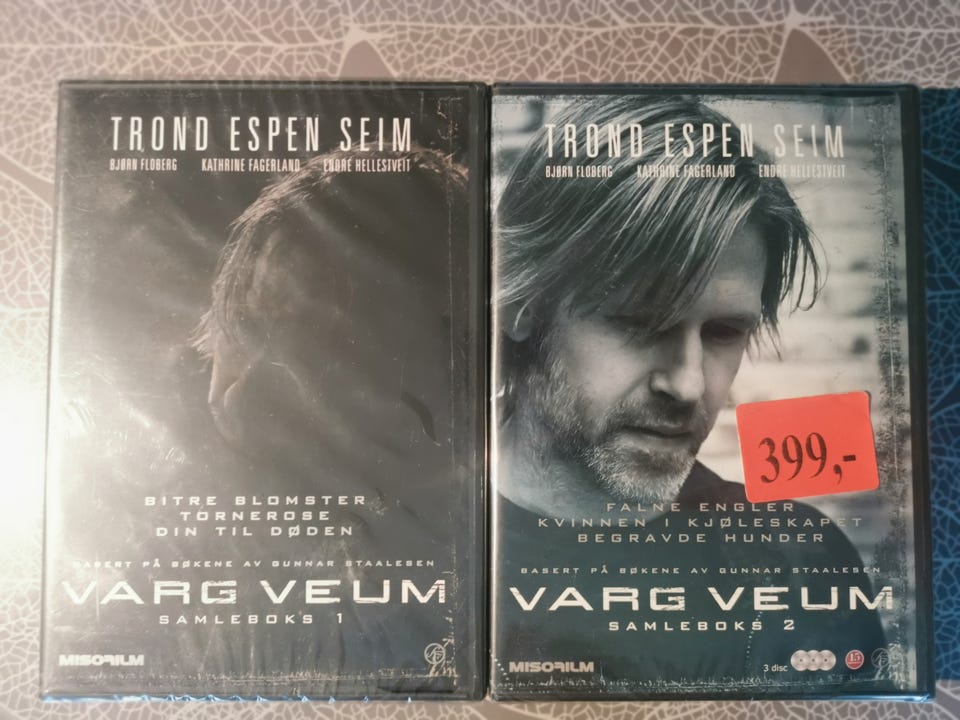 TROND ESPEN SEIM
BJØRN FLOBERG KATHRINE FAGERLAND ENDRE HELLESTVEIT
BITRE BLOMSTER
TORNEROSE
DIN TIL DØDEN
BASERT PÅ BØKENE AV GUNNAR STAALESEN
VARG VEUM
SAMLEBOKS 1
MISOFILM
TROND ESPEN SEIM
BJØRN FLOBERG KATHRINE FAGERLAND ENDRE HELLESTVEIT
399,-
FALNE ENGLER
KVINNEN I KJØLESKAPET
BEGRAVDE HUNDER
BASERT PÅ BØKENE AV GUNNAR STAALESEN
VARG VEUM
SAMLEBOKS 2
MISOFILM
3 disc
15